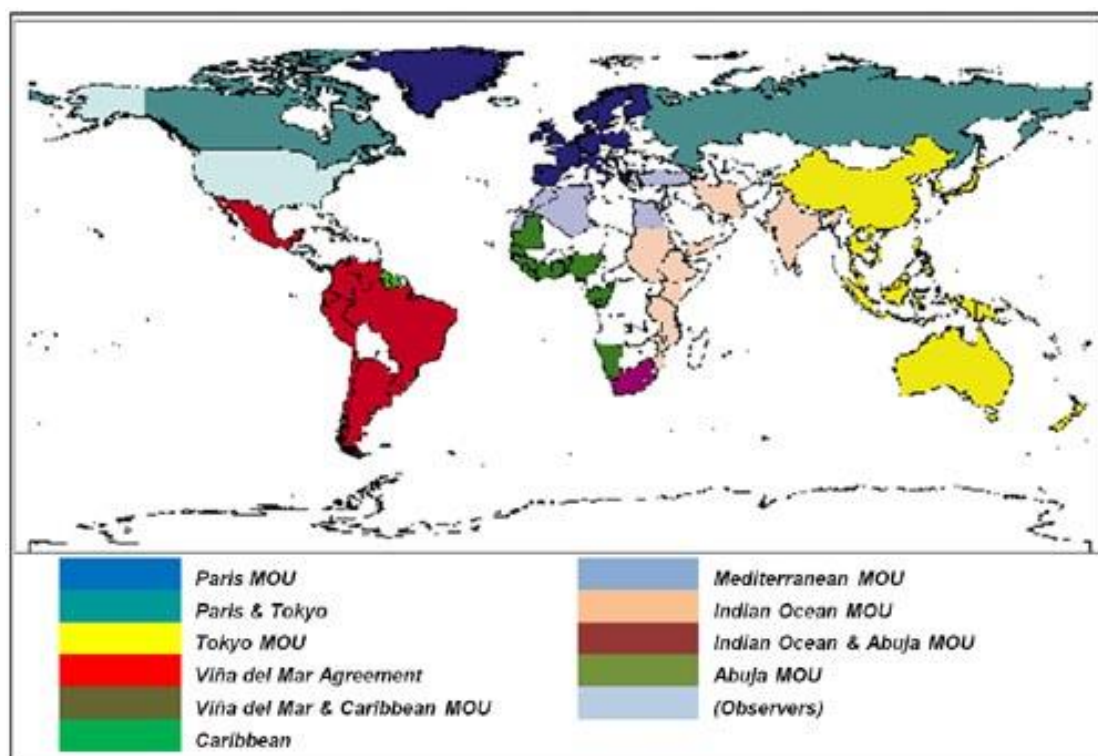 Paris MOU
Paris & Tokyo
Tokyo MOU
Viña del Mar Agreement
Viña del Mar & Caribbean MOU
Caribbean
Mediterranean MOU
Indian Ocean MOU
Indian Ocean & Abuja MOU
Abuja MOU
(Observers)